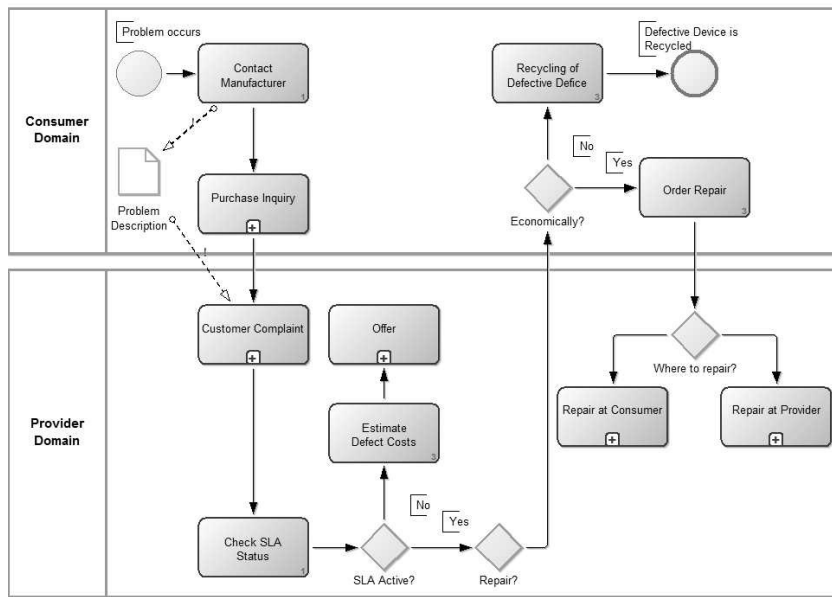 Consumer
Domain
Problem occurs
Contact
Manufacturer
1
Problem
Description
Purchase Inquiry
Recycling of
Defective Defice
3
Defective Device is
Recycled
No
Yes
Economically?
Order Repair
3
Provider
Domain
Customer Complaint
Offer
Estimate
Defect Costs
3
No
Yes
Check SLA
Status
1
SLA Active?
Repair?
Where to repair?
Repair at Consumer
Repair at Provider